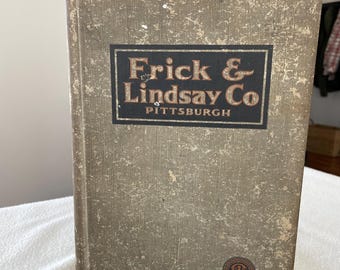 Frick &
Lindsay Co
PITTSBURGH